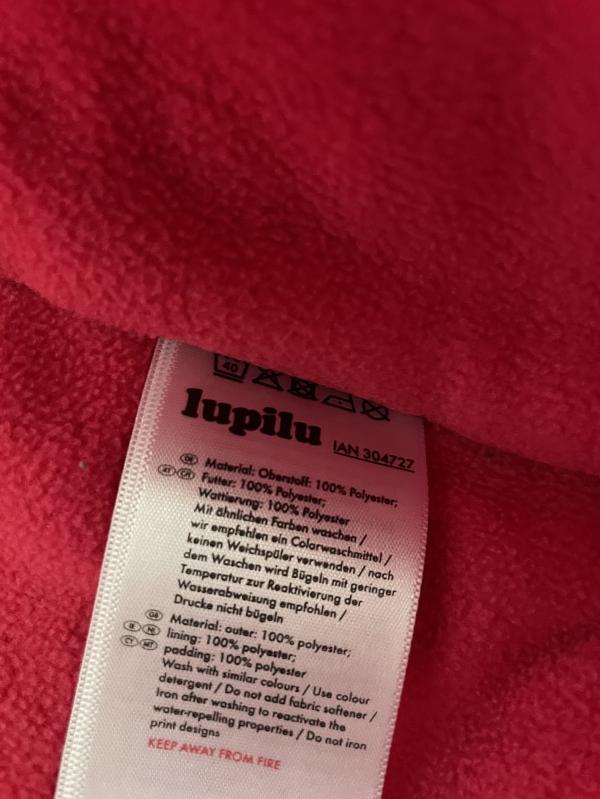 40
lupilu
IAN 304727
DE
AT CH
Material: Oberstoff: 100% Polyester;
Futter: 100% Polyester;
Wattierung: 100% Polyester
Mit ähnlichen Farben waschen /
wir empfehlen ein Colorwaschmittel /
keinen Weichspüler verwenden / nach
dem Waschen wird Bügeln mit geringer
Temperatur zur Reaktivierung der
Wasserabweisung empfohlen /
Drucke nicht bügeln
GB
IE NI
CY MT
Material: outer: 100% polyester;
lining: 100% polyester;
padding: 100% polyester
Wash with similar colours / Use colour
detergent / Do not add fabric softener /
Iron after washing to reactivate the
water-repelling properties / Do not iron
print designs
KEEP AWAY FROM FIRE